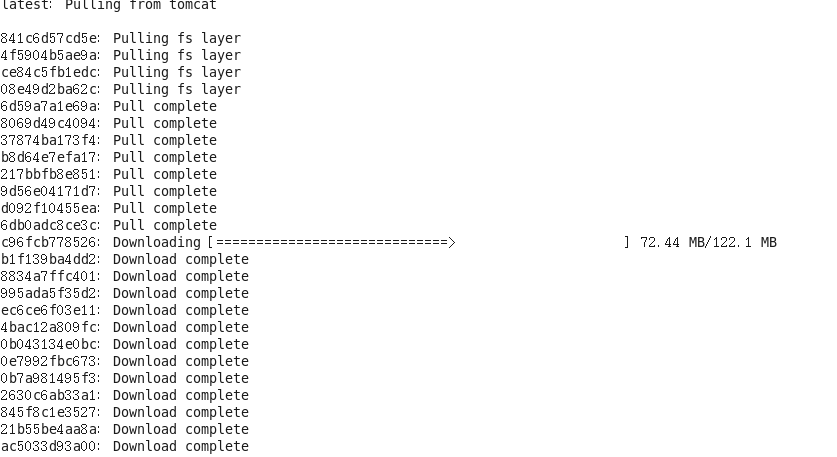 latest: Pulling from tomcat
841c6d57cd5e: Pulling fs layer
4f5904b5ae9a: Pulling fs layer
ce84c5fb1edc: Pulling fs layer
08e49d2ba62c: Pulling fs layer
6d59a7a1e69a: Pull complete
8069d49c4094: Pull complete
37874ba173f4: Pull complete
b8d64e7efa17: Pull complete
217bbfb8e851: Pull complete
9d56e04171d7: Pull complete
d092f10455ea: Pull complete
6db0adc8ce3c: Pull complete
c96fcb778526: Downloading [=============================>                     ] 72.44 MB/122.1 MB
b1f139ba4dd2: Download complete
8834a7ffc401: Download complete
995ada5f35d2: Download complete
ec6ce6f03e11: Download complete
4bac12a809fc: Download complete
0b043134e0bc: Download complete
0e7992fbc673: Download complete
0b7a981495f3: Download complete
2630c6ab33a1: Download complete
845f8c1e3527: Download complete
21b55be4aa8a: Download complete
ac5033d93a00: Download complete